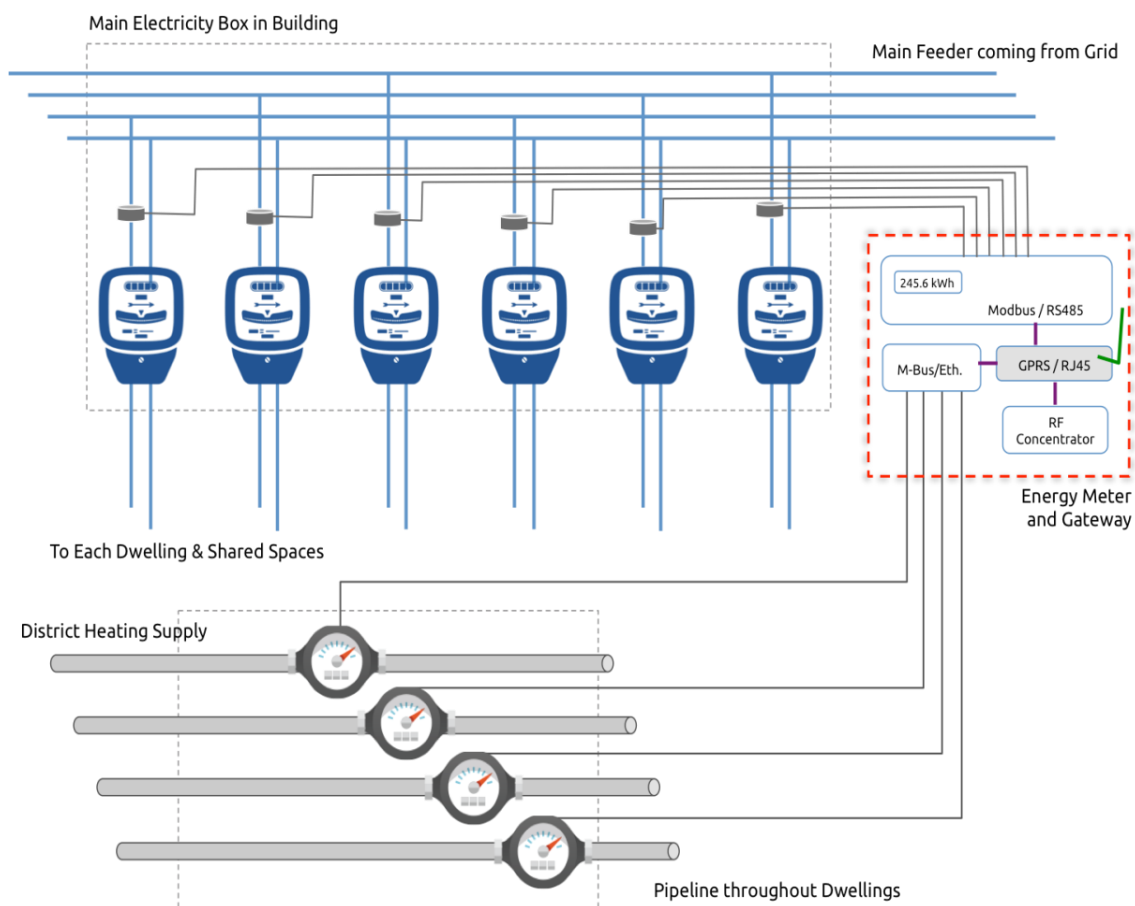 Main Electricity Box in Building
Main Feeder coming from Grid
245.6 kWh
Modbus / RS485
M-Bus/Eth.
GPRS / RJ45
RF
Concentrator
Energy Meter
and Gateway
To Each Dwelling & Shared Spaces
District Heating Supply
Pipeline throughout Dwellings